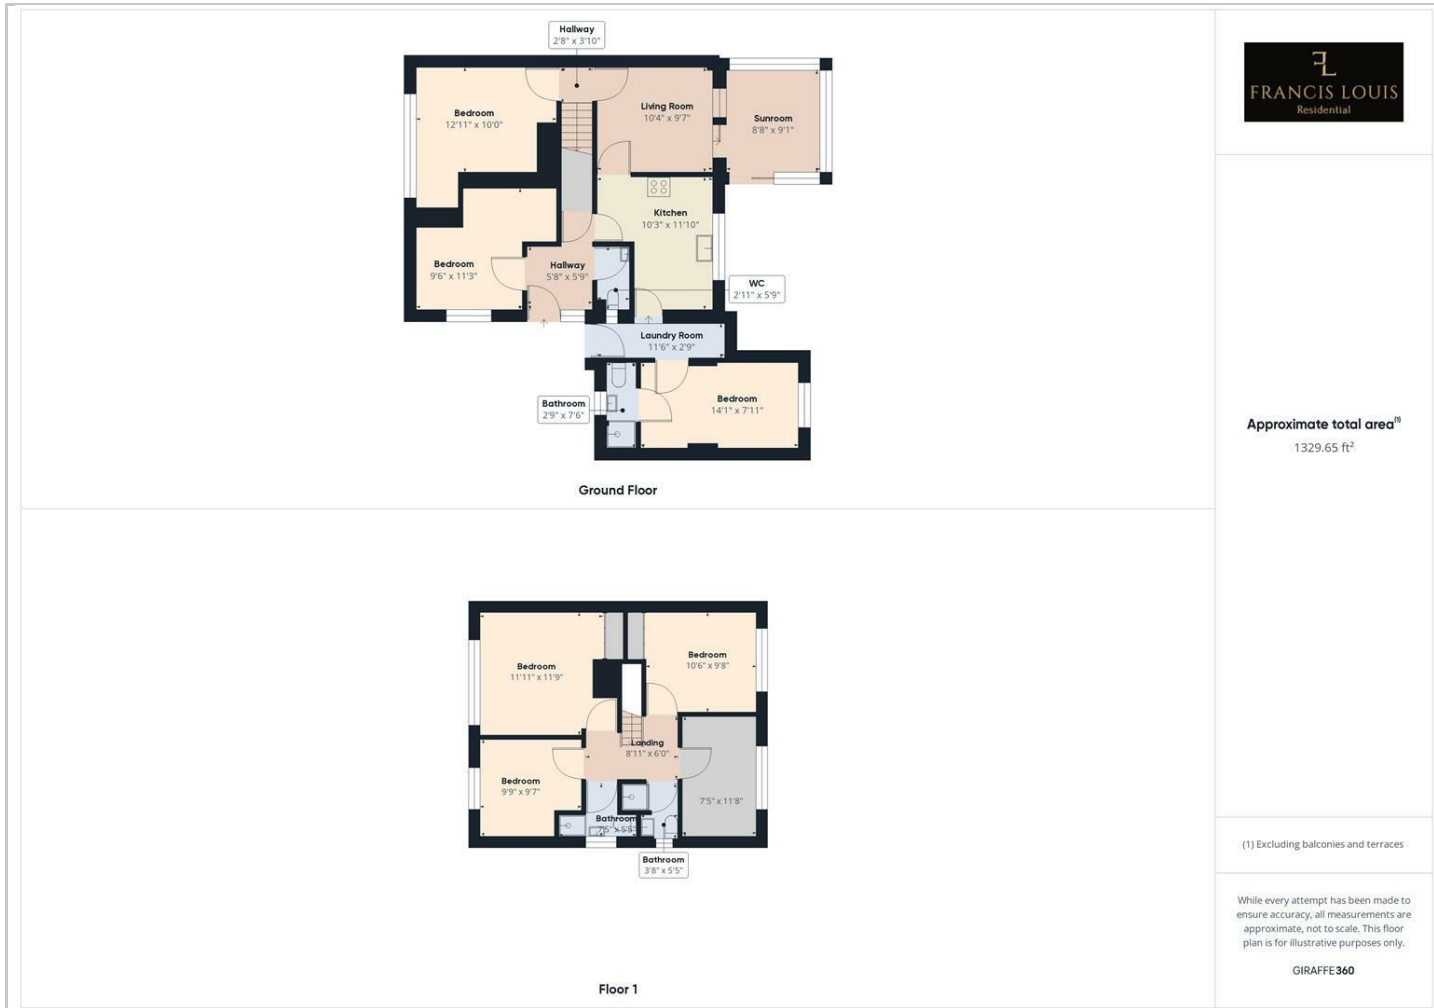 Hallway
2'8" x 3'10"
Bedroom
12'11" x 10'0"
Living Room
10'4" x 9'7"
Sunroom
8'8" x 9'1"
Kitchen
10'3" x 11'10"
Bedroom
9'6" x 11'3"
Hallway
5'8" x 5'9"
WC
2'11" x 5'9"
Laundry Room
11'6" x 2'9"
Bathroom
2'9" x 7'6"
Bedroom
14'1" x 7'11"
Ground Floor
Bedroom
11'11" x 11'9"
Bedroom
10'6" x 9'8"
Landing
8'11" x 6'0"
Bedroom
9'9" x 9'7"
7'5" x 11'8"
Bathroom
7'5" x 5'5"
Bathroom
3'8" x 5'5"
Floor 1
FRANCIS LOUIS
Residential
Approximate total area(1)
1329.65 ft²
(1) Excluding balconies and terraces
While every attempt has been made to
ensure accuracy, all measurements are
approximate, not to scale. This floor
plan is for illustrative purposes only.
GIRAFFE360